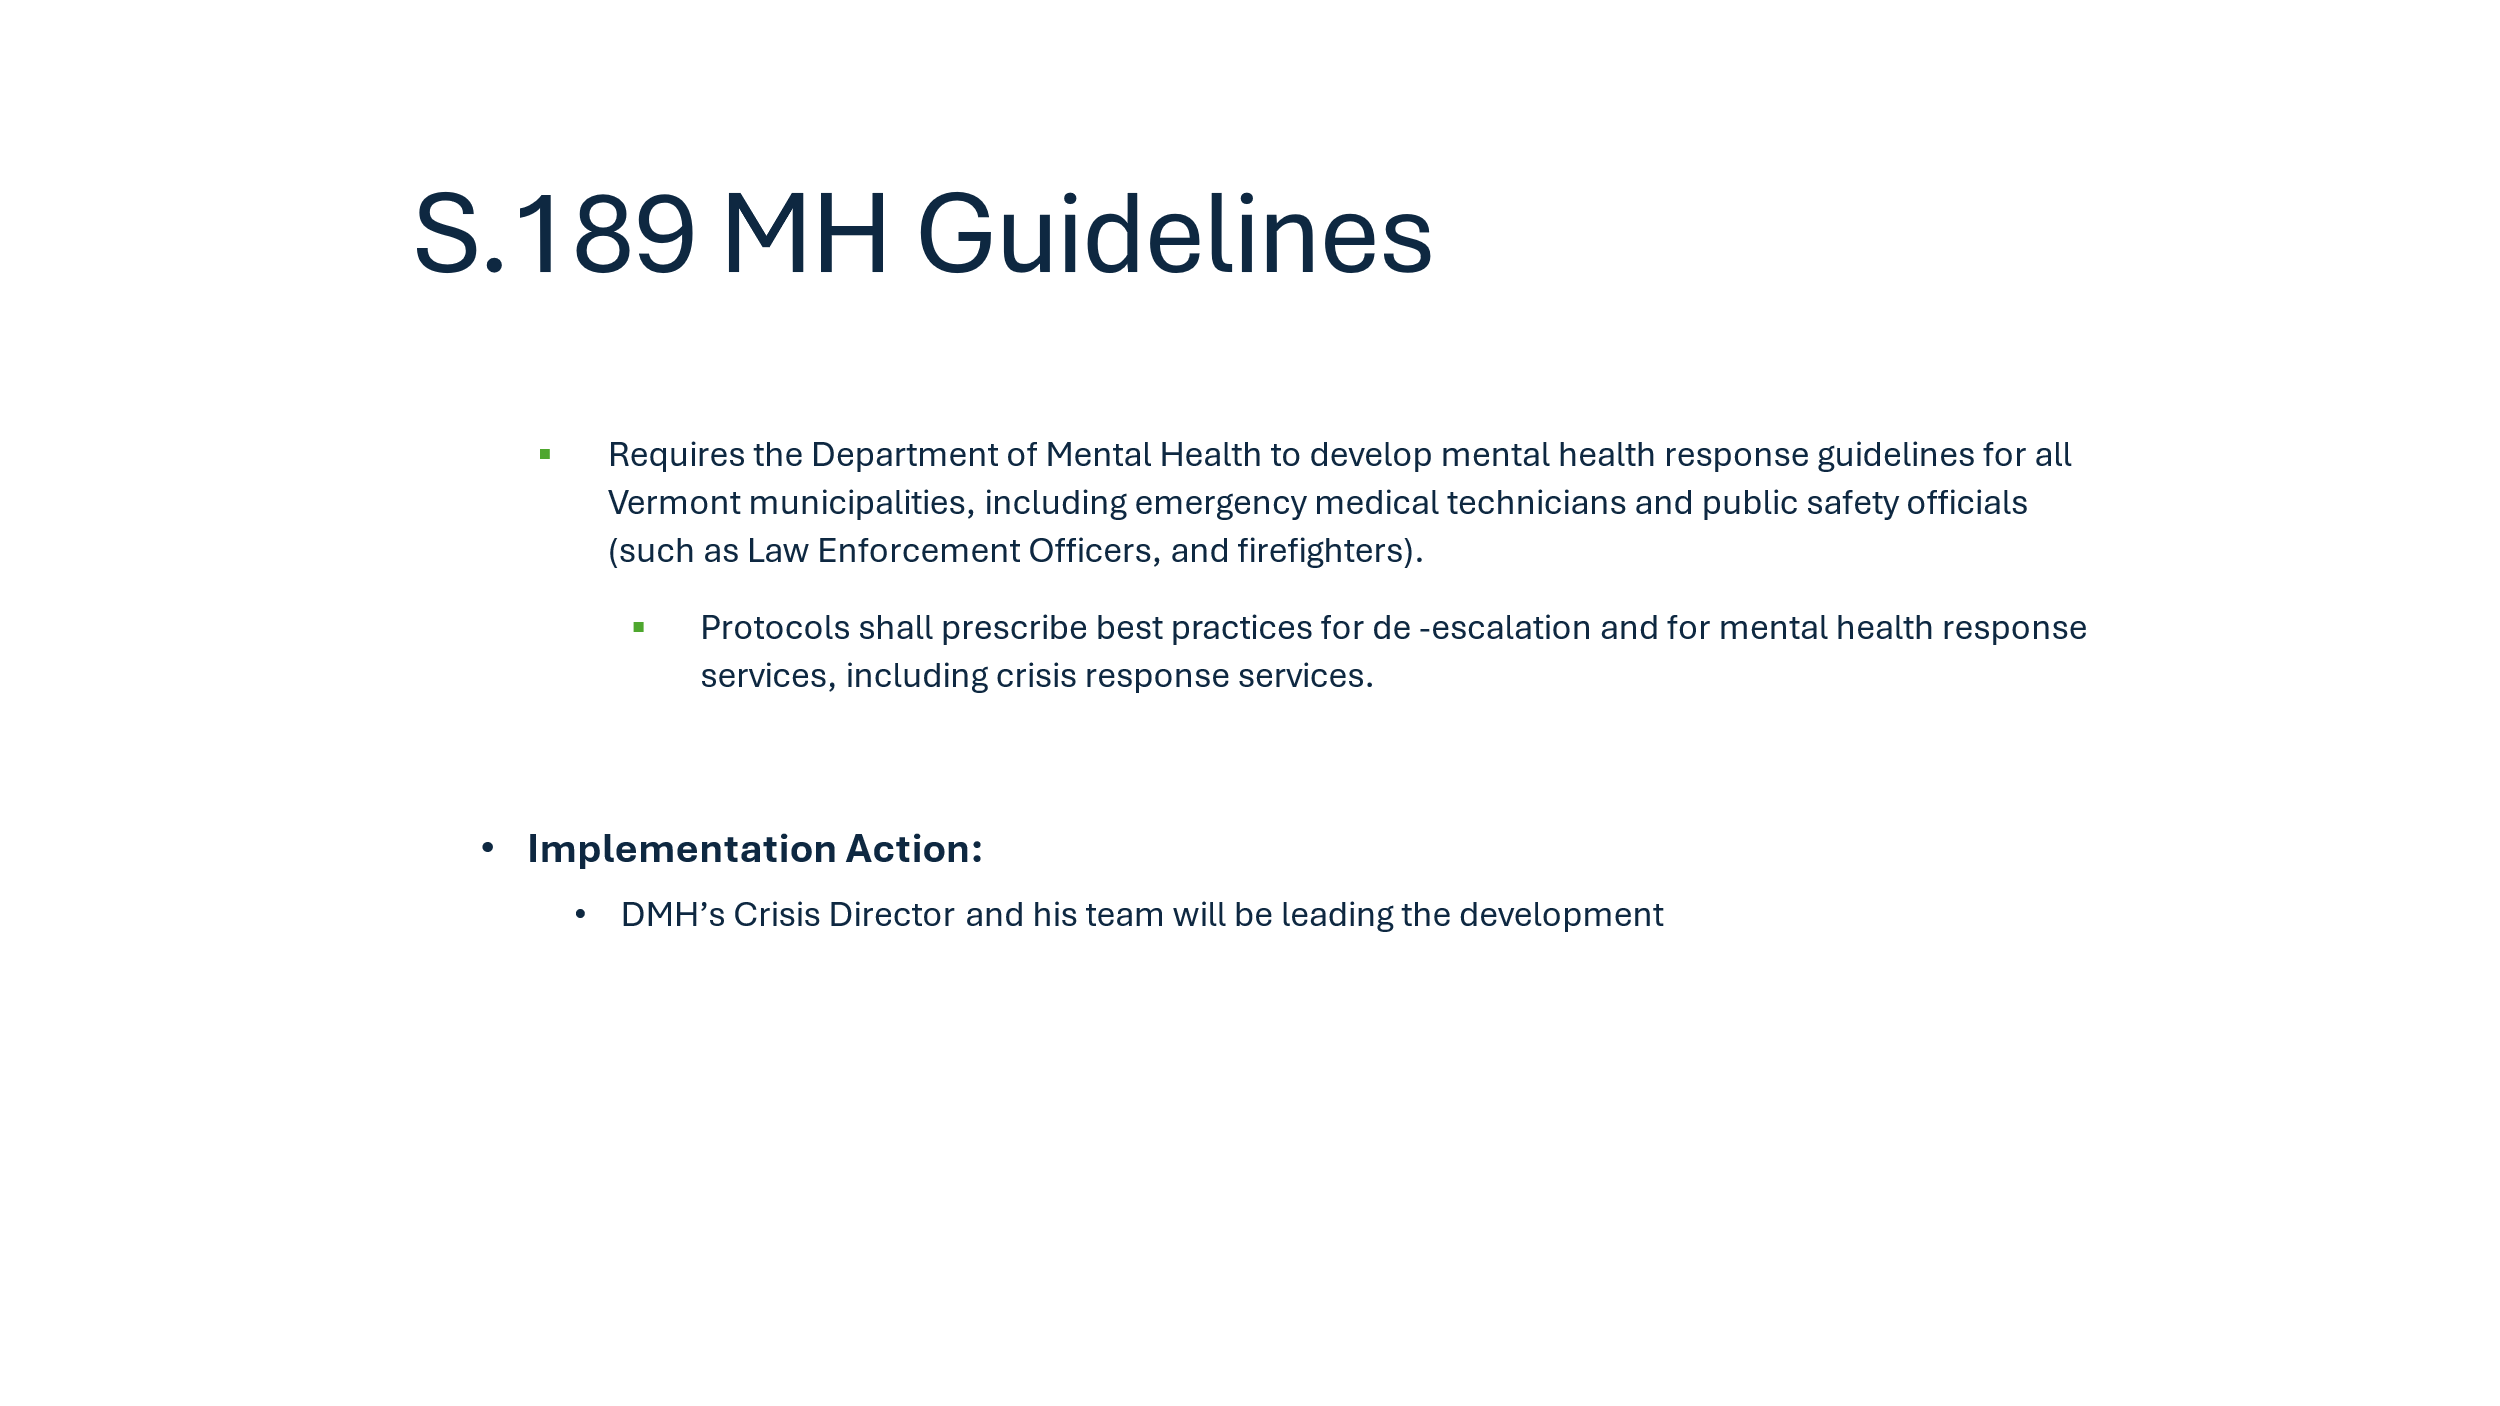 S.189 MH Guidelines
▪ Requires the Department of Mental Health to develop mental health response guidelines for all
Vermont municipalities, including emergency medical technicians and public safety officials
(such as Law Enforcement Officers, and firefighters).
▪ Protocols shall prescribe best practices for de -escalation and for mental health response
services, including crisis response services.
• Implementation Action:
• DMH’s Crisis Director and his team will be leading the development